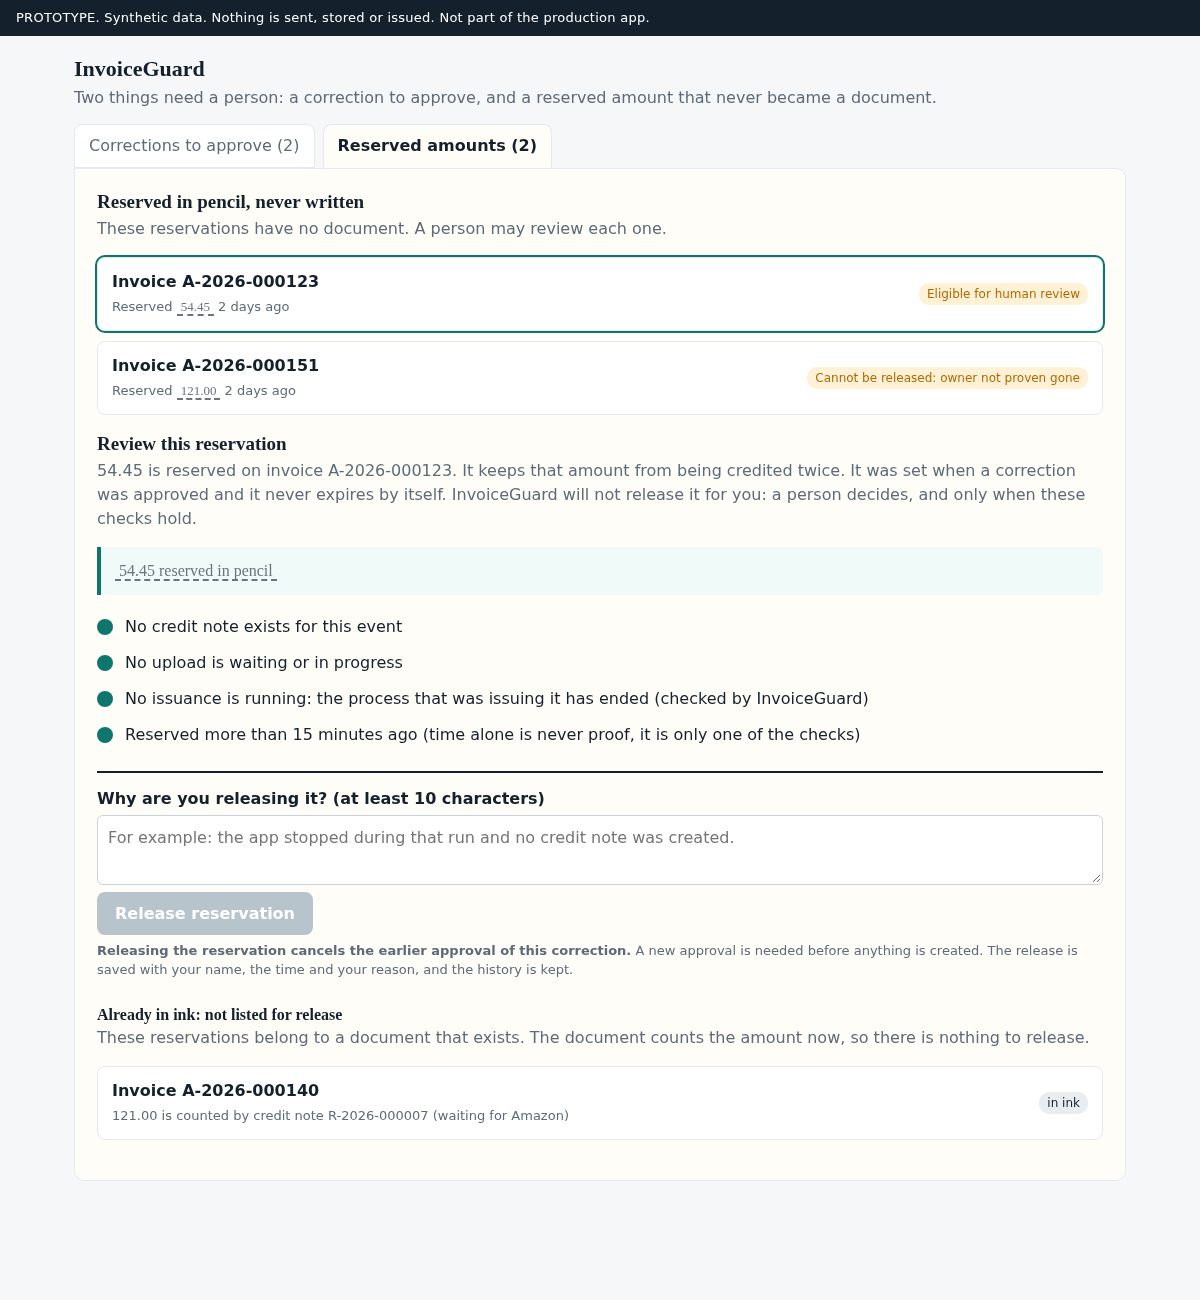 PROTOTYPE. Synthetic data. Nothing is sent, stored or issued. Not part of the production app.
InvoiceGuard
Two things need a person: a correction to approve, and a reserved amount that never became a document.
Corrections to approve (2)
Reserved amounts (2)
Reserved in pencil, never written
These reservations have no document. A person may review each one.
Invoice A-2026-000123
Reserved 54.45 2 days ago
Eligible for human review
Invoice A-2026-000151
Reserved 121.00 2 days ago
Cannot be released: owner not proven gone
Review this reservation
54.45 is reserved on invoice A-2026-000123. It keeps that amount from being credited twice. It was set when a correction
was approved and it never expires by itself. InvoiceGuard will not release it for you: a person decides, and only when these
checks hold.
54.45 reserved in pencil
No credit note exists for this event
No upload is waiting or in progress
No issuance is running: the process that was issuing it has ended (checked by InvoiceGuard)
Reserved more than 15 minutes ago (time alone is never proof, it is only one of the checks)
Why are you releasing it? (at least 10 characters)
For example: the app stopped during that run and no credit note was created.
Release reservation
Releasing the reservation cancels the earlier approval of this correction. A new approval is needed before anything is created. The release is
saved with your name, the time and your reason, and the history is kept.
Already in ink: not listed for release
These reservations belong to a document that exists. The document counts the amount now, so there is nothing to release.
Invoice A-2026-000140
121.00 is counted by credit note R-2026-000007 (waiting for Amazon)
in ink